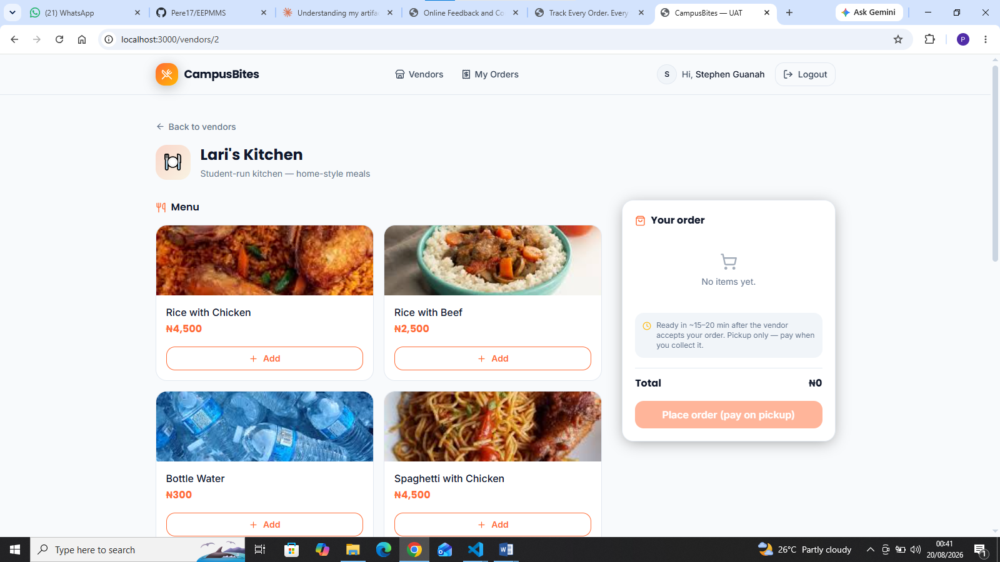 (21) WhatsApp
Pere17/EEPMMS
Understanding my artifa
Online Feedback and Co
Track Every Order. Every
CampusBites — UAT
Ask Gemini
localhost:3000/vendors/2
P
CampusBites
Vendors
My Orders
S
Hi, Stephen Guanah
Logout
Back to vendors
Lari's Kitchen
Student-run kitchen — home-style meals
Menu
Rice with Chicken
₦4,500
+ Add
Rice with Beef
₦2,500
+ Add
Bottle Water
₦300
+ Add
Spaghetti with Chicken
₦4,500
+ Add
Your order
No items yet.
Ready in ~15–20 min after the vendor
accepts your order. Pickup only — pay when
you collect it.
Total ₦0
Place order (pay on pickup)
Type here to search
26°C Partly cloudy
00:41
20/08/2026
1